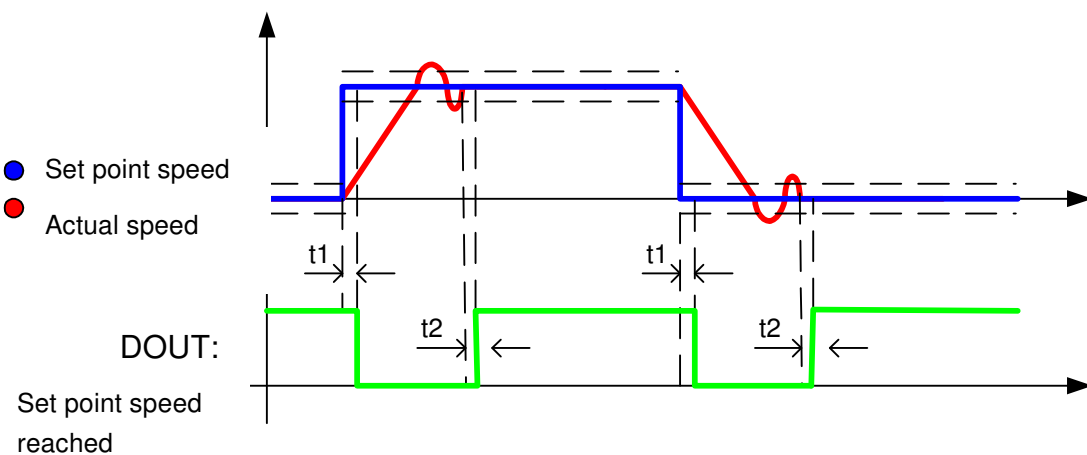 Set point speed
Actual speed
t1
t1
t2
t2
DOUT:
Set point speed
reached